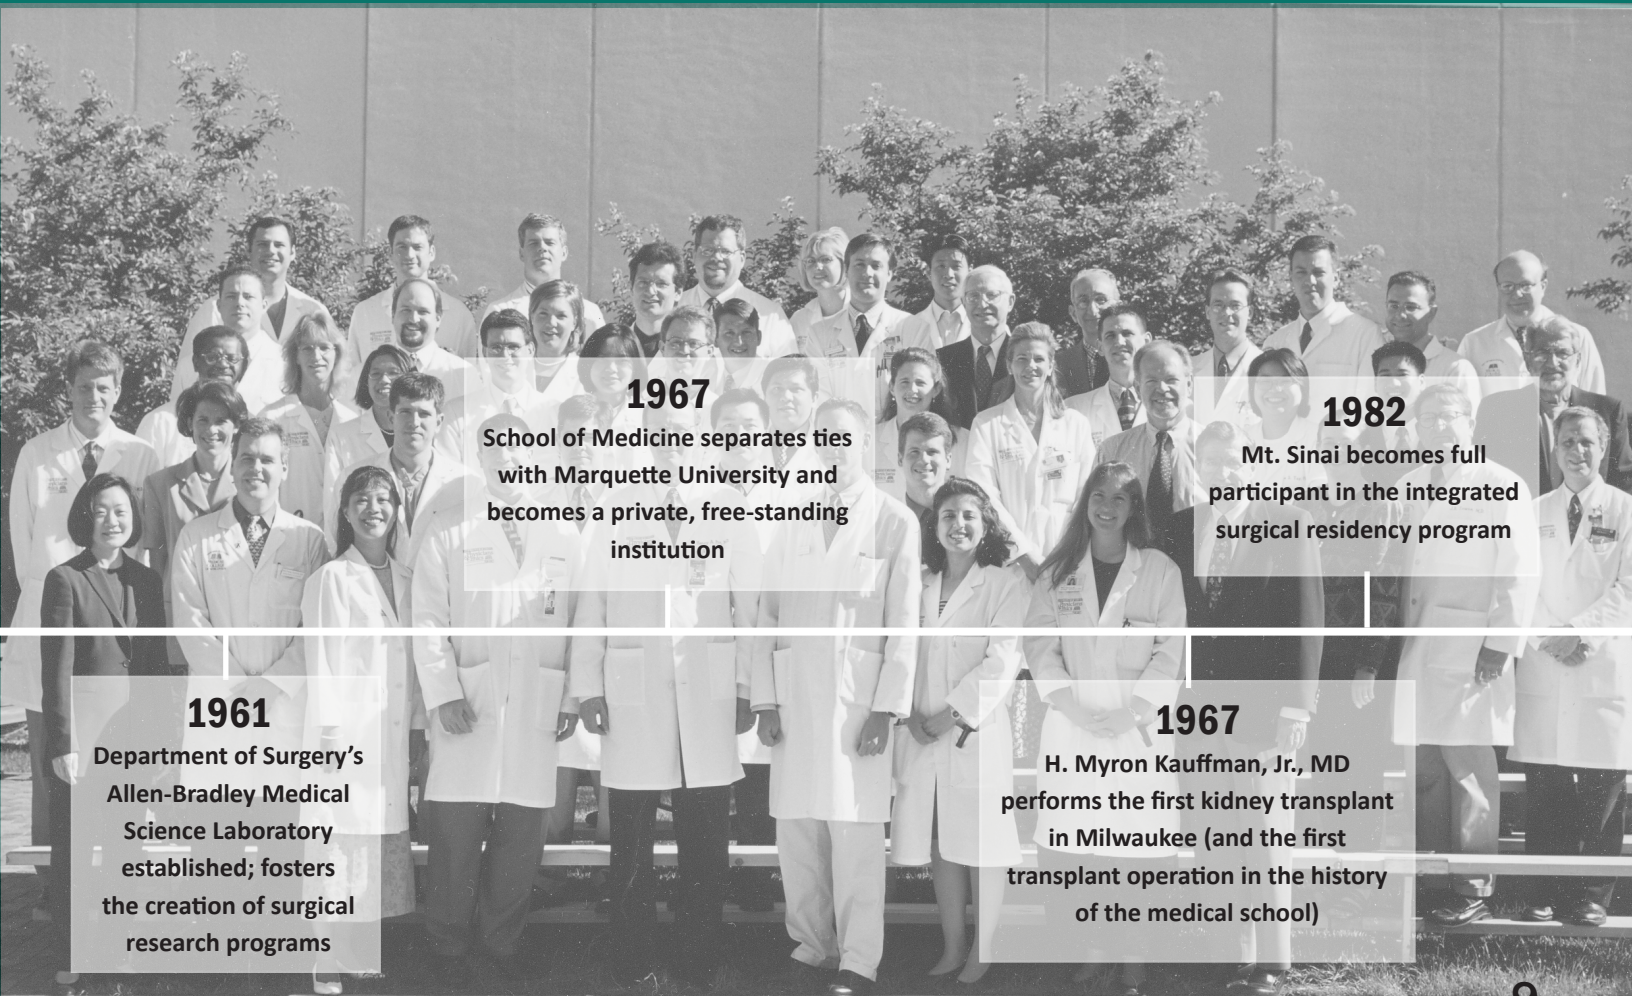 1967
School of Medicine separates ties
with Marquette University and
becomes a private, free-standing
institution
1982
Mt. Sinai becomes full
participant in the integrated
surgical residency program
1961
Department of Surgery’s
Allen-Bradley Medical
Science Laboratory
established; fosters
the creation of surgical
research programs
1967
H. Myron Kauffman, Jr., MD
performs the first kidney transplant
in Milwaukee (and the first
transplant operation in the history
of the medical school)